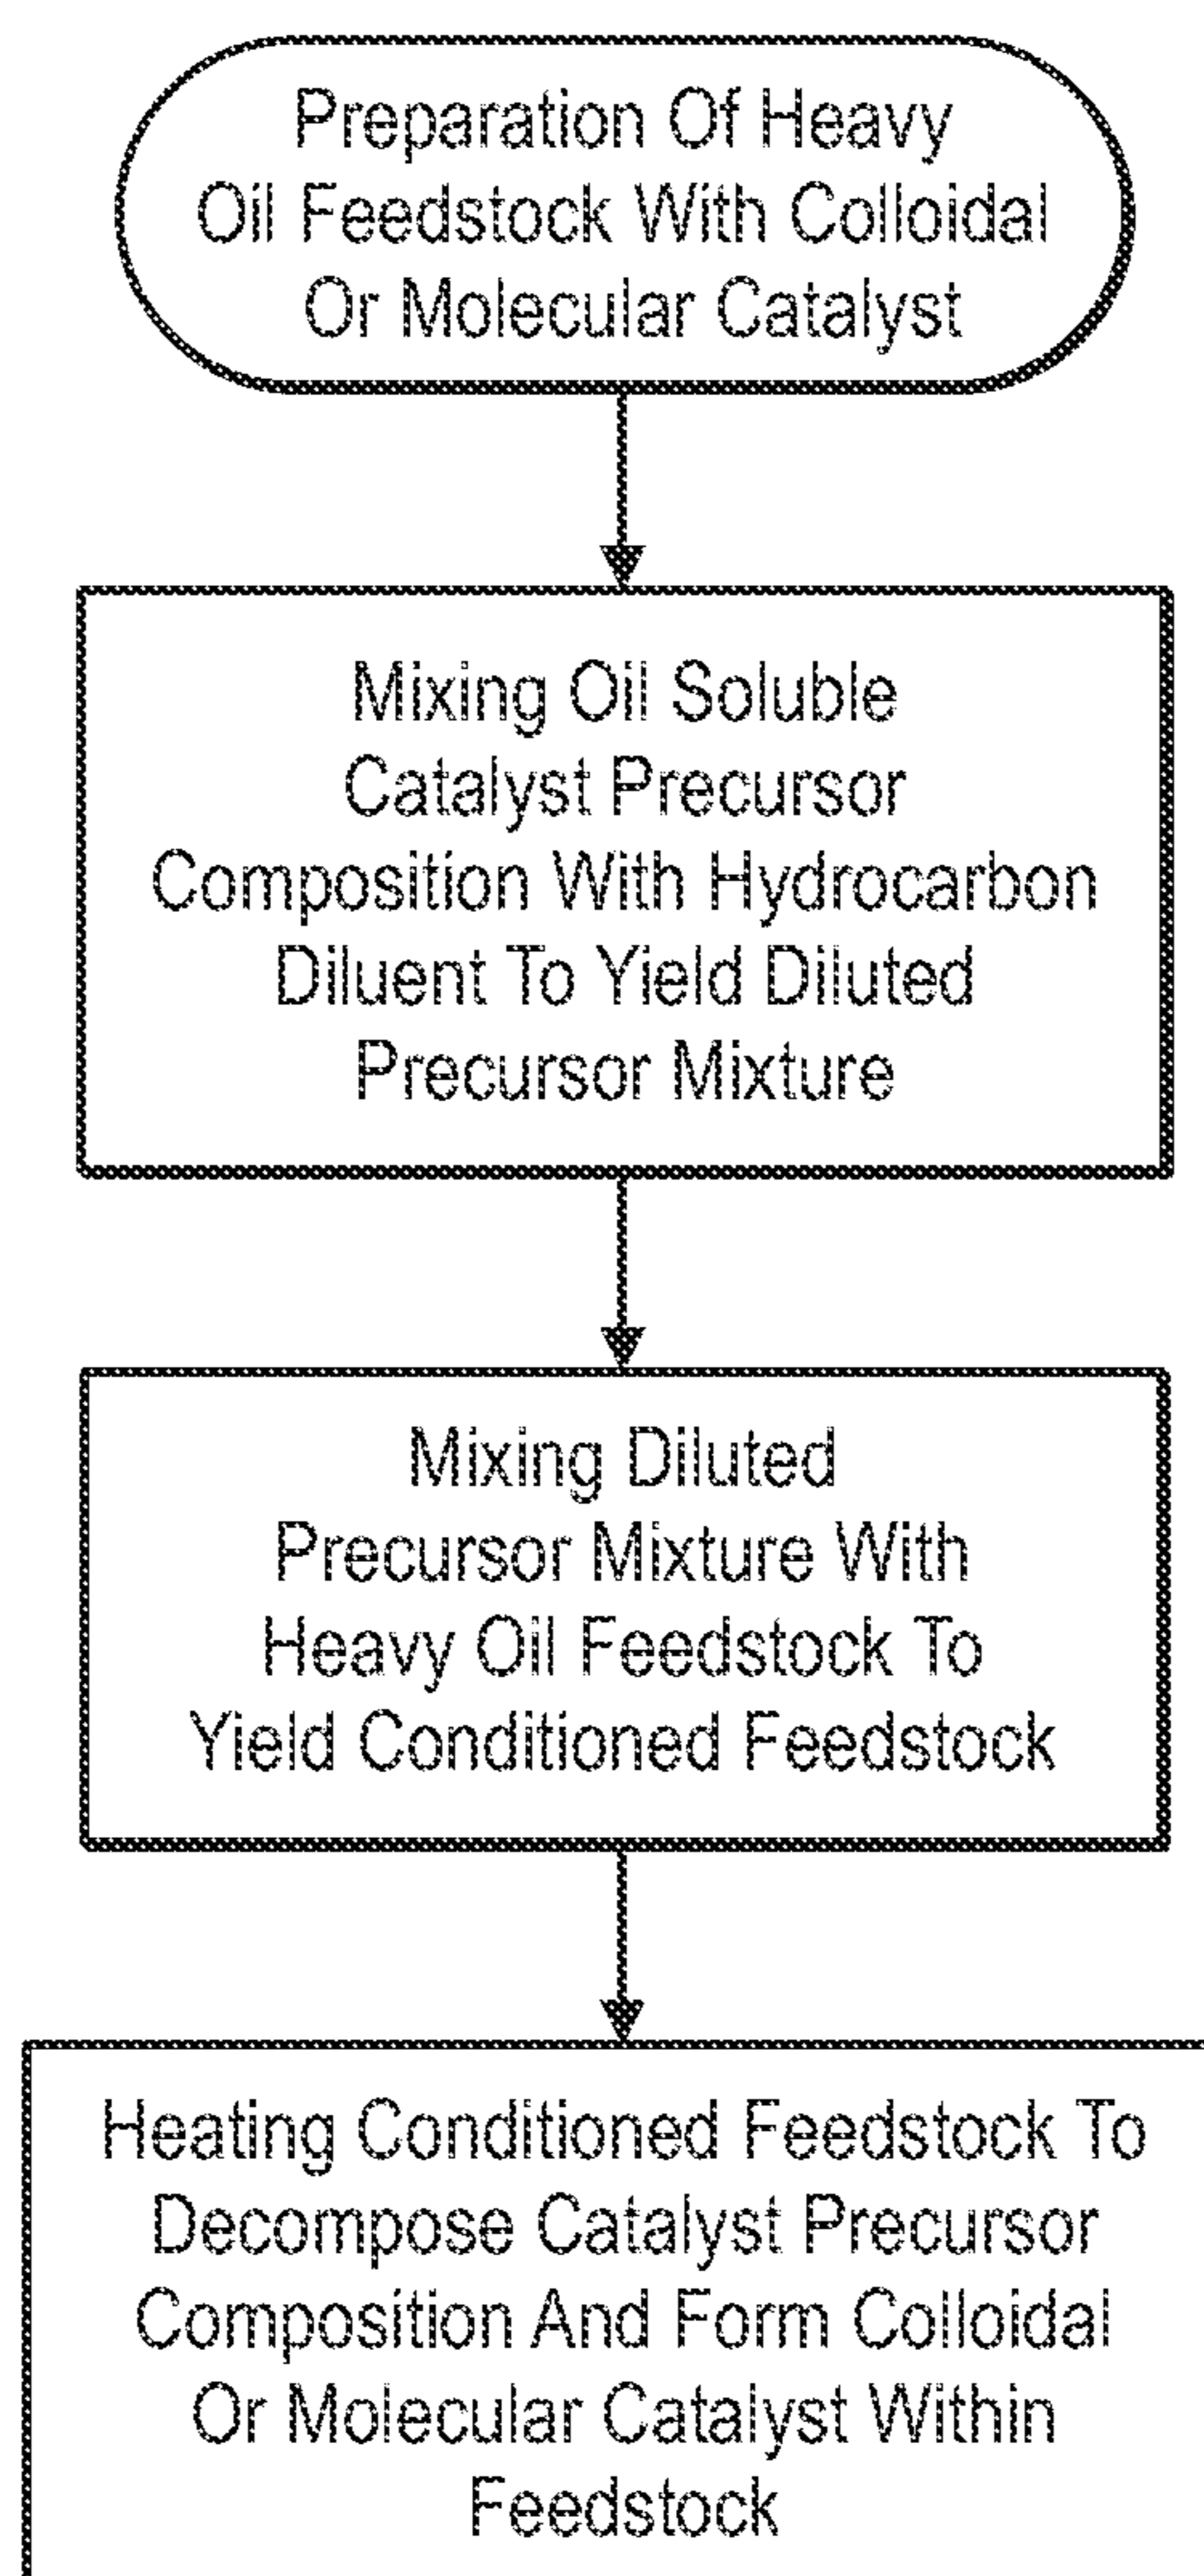 Preparation Of Heavy
Oil Feedstock With Colloidal
Or Molecular Catalyst
Mixing Oil Soluble
Catalyst Precursor
Composition With Hydrocarbon
Diluent To Yield Diluted
Precursor Mixture
Mixing Diluted
Precursor Mixture With
Heavy Oil Feedstock To
Yield Conditioned Feedstock
Heating Conditioned Feedstock To
Decompose Catalyst Precursor
Composition And Form Colloidal
Or Molecular Catalyst Within
Feedstock